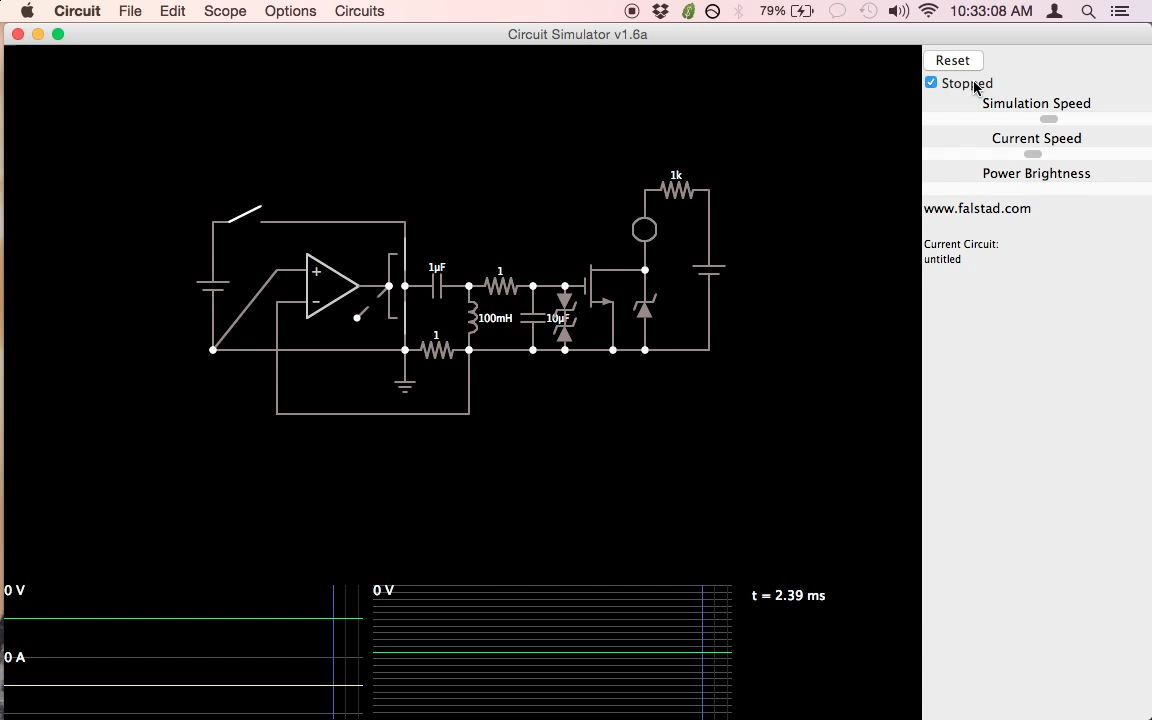 Circuit File Edit Scope Options Circuits 79% 10:33:08 AM
Circuit Simulator v1.6a
Reset
Stopped
Simulation Speed
Current Speed
Power Brightness
www.falstad.com
Current Circuit:
untitled
1k
1µF
1
+
−
100mH
10µF
1
0 V
0 V
t = 2.39 ms
0 A